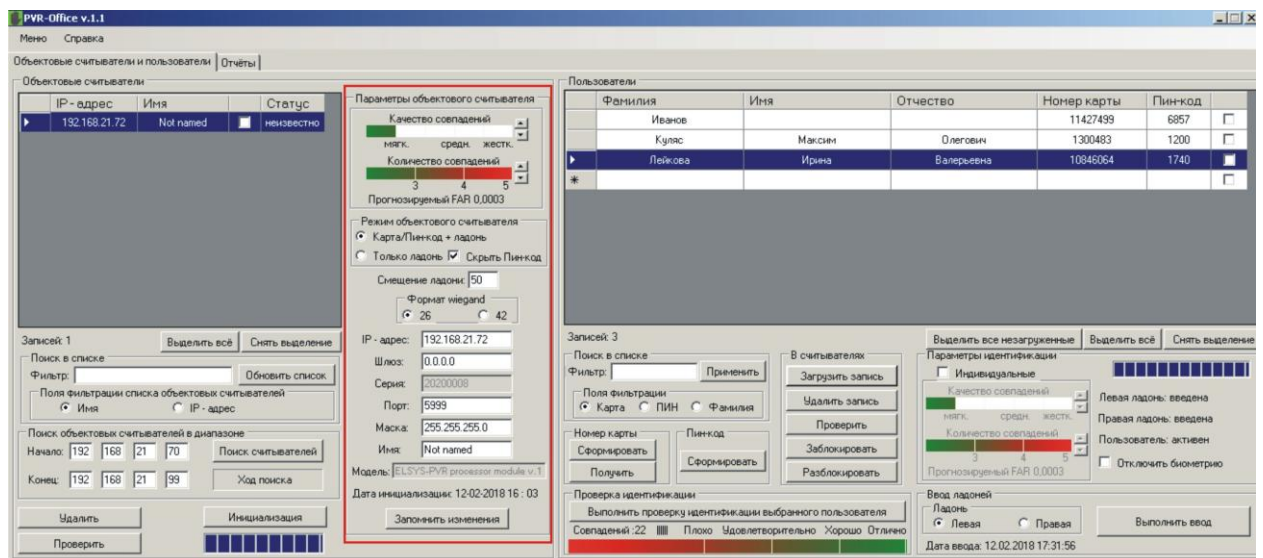 PVR-Office v.1.1
Меню Справка
Объектовые считыватели и пользователи Отчёты
Объектовые считыватели
IP - адрес Имя Статус
192.168.21.72 Not named неизвестно
Записей: 1 Выделить всё Снять выделение
Поиск в списке
Фильтр: Обновить список
Поля фильтрации списка объектовых считывателей
Имя IP - адрес
Поиск объектовых считывателей в диапазоне
Начало: 192 168 21 70 Поиск считывателей
Конец: 192 168 21 99 Ход поиска
Удалить Инициализация
Проверить
Параметры объектового считывателя
Качество совпадений
мягк. средн. жестк.
Количество совпадений
3 4 5
Прогнозируемый FAR 0,0003
Режим объектового считывателя
Карта/Пин-код + ладонь
Только ладонь Скрыть Пин-код
Смещение ладони: 50
Формат wiegand
26 42
IP - адрес: 192.168.21.72
Шлюз: 0.0.0.0
Серия: 20200008
Порт: 5999
Маска: 255.255.255.0
Имя: Not named
Модель: ELSYS-PVR processor module v.1
Дата инициализации: 12-02-2018 16 : 03
Запомнить изменения
Пользователи
Фамилия Имя Отчество Номер карты Пин-код
Иванов 11427499 6857
Куляс Максим Олегович 1300483 1200
Лейкова Ирина Валерьевна 10846064 1740
Записей: 3 Выделить все незагруженные Выделить всё Снять выделение
Поиск в списке
Фильтр: Применить
Поля фильтрации
Карта ПИН Фамилия
Номер карты
Сформировать
Получить
Пин-код
Сформировать
В считывателях
Загрузить запись
Удалить запись
Проверить
Заблокировать
Разблокировать
Параметры идентификации
Индивидуальные
Качество совпадений
мягк. средн. жестк.
Количество совпадений
3 4 5
Прогнозируемый FAR 0,0003
Левая ладонь: введена
Правая ладонь: введена
Пользователь: активен
Отключить биометрию
Проверка идентификации
Выполнить проверку идентификации выбранного пользователя
Совпадений :22 Плохо Удовлетворительно Хорошо Отлично
Ввод ладоней
Ладонь
Левая Правая Выполнить ввод
Дата ввода: 12.02.2018 17:31:56